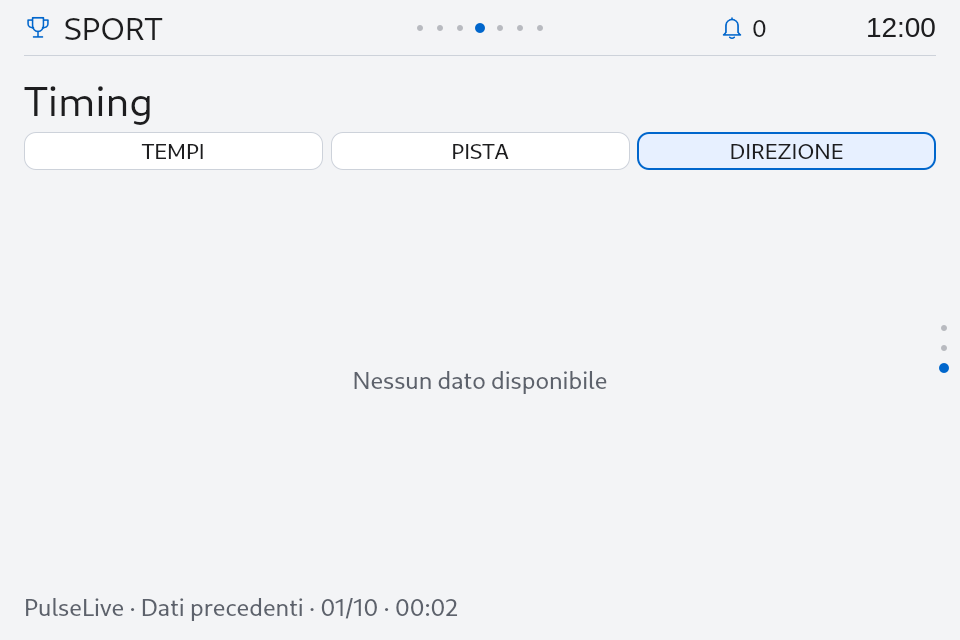 SPORT
0
12:00
Timing
TEMPI
PISTA
DIREZIONE
Nessun dato disponibile
PulseLive · Dati precedenti · 01/10 · 00:02